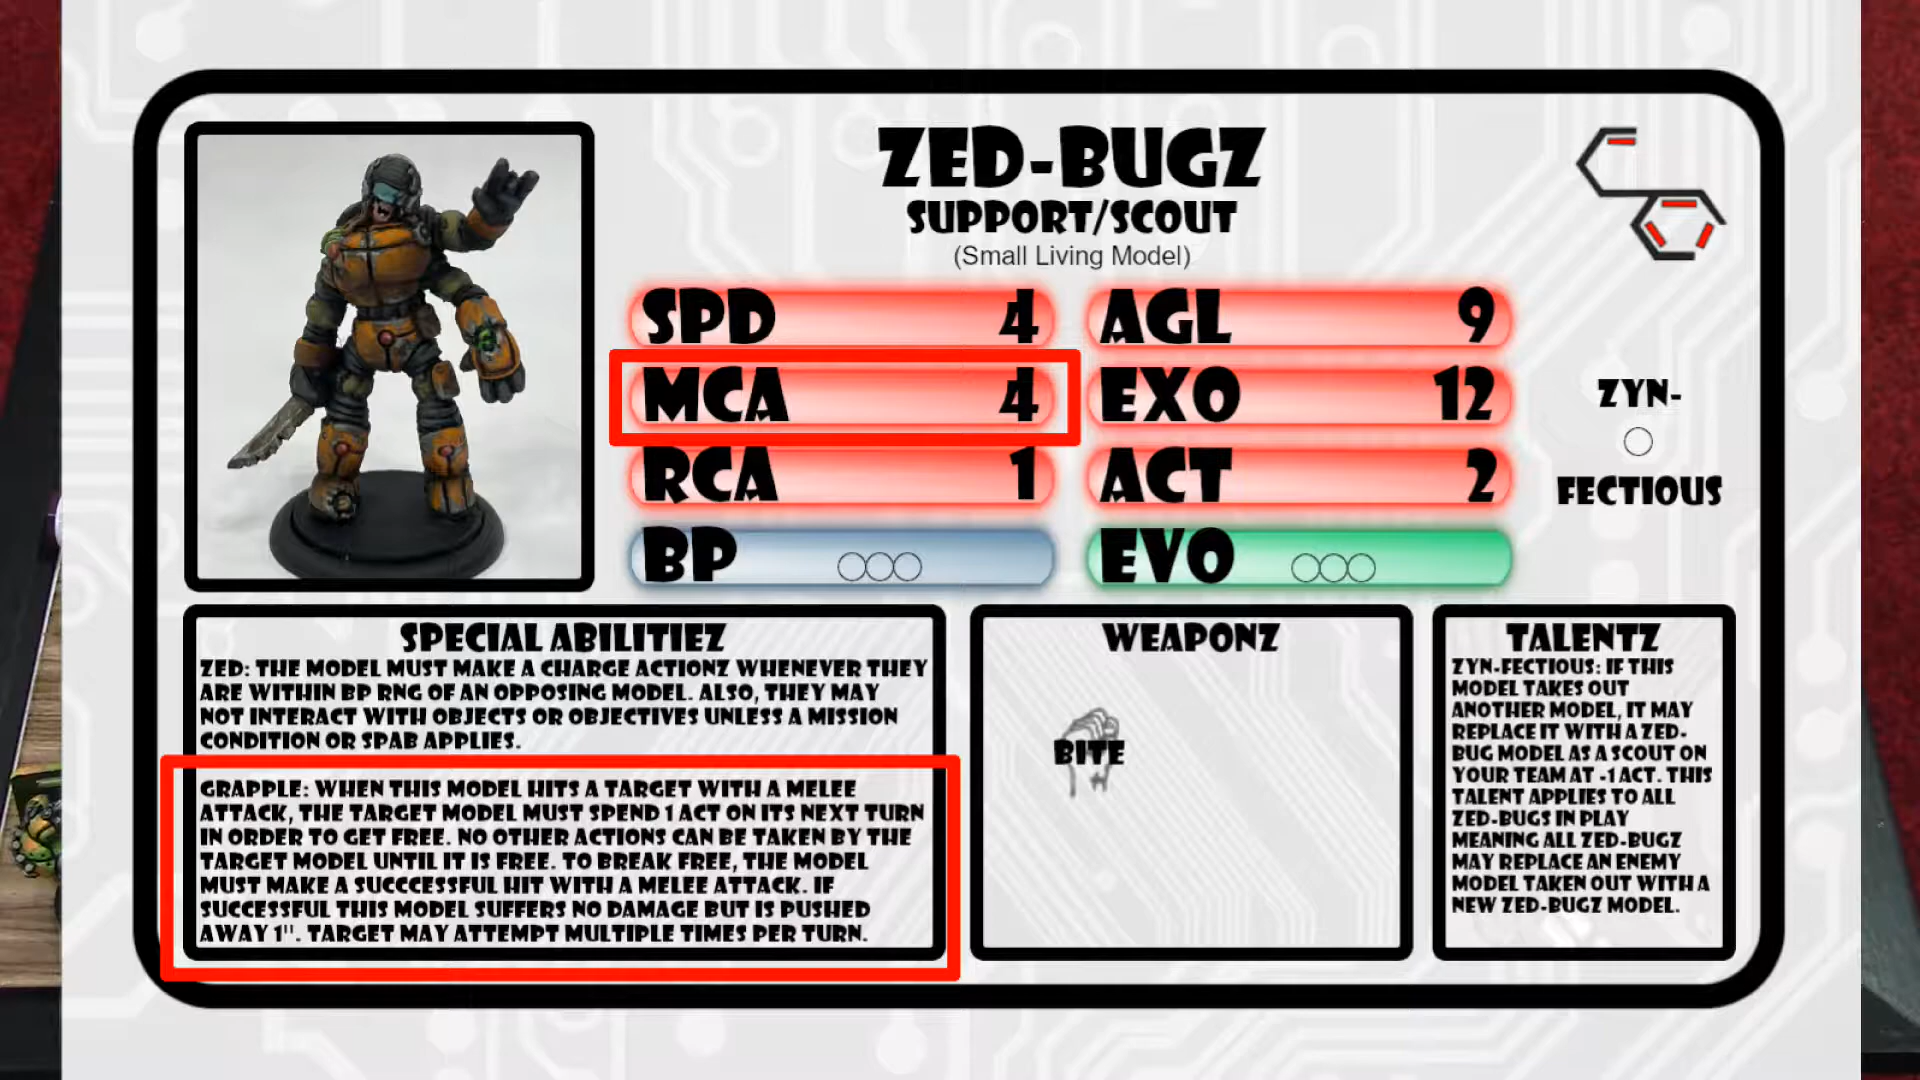 ZED-BUGZ
SUPPORT/SCOUT
(Small Living Model)
SPD 4
AGL 9
MCA 4
EXO 12
RCA 1
ACT 2
BP
EVO
ZYN-
FECTIOUS
SPECIAL ABILITIEZ
ZED: THE MODEL MUST MAKE A CHARGE ACTIONZ WHENEVER THEY
ARE WITHIN BP RNG OF AN OPPOSING MODEL. ALSO, THEY MAY
NOT INTERACT WITH OBJECTS OR OBJECTIVES UNLESS A MISSION
CONDITION OR SPAB APPLIES.
GRAPPLE: WHEN THIS MODEL HITS A TARGET WITH A MELEE
ATTACK, THE TARGET MODEL MUST SPEND 1 ACT ON ITS NEXT TURN
IN ORDER TO GET FREE. NO OTHER ACTIONS CAN BE TAKEN BY THE
TARGET MODEL UNTIL IT IS FREE. TO BREAK FREE, THE MODEL
MUST MAKE A SUCCCESSFUL HIT WITH A MELEE ATTACK. IF
SUCCESSFUL THIS MODEL SUFFERS NO DAMAGE BUT IS PUSHED
AWAY 1". TARGET MAY ATTEMPT MULTIPLE TIMES PER TURN.
WEAPONZ
BITE
TALENTZ
ZYN-FECTIOUS: IF THIS
MODEL TAKES OUT
ANOTHER MODEL, IT MAY
REPLACE IT WITH A ZED-
BUG MODEL AS A SCOUT ON
YOUR TEAM AT -1 ACT. THIS
TALENT APPLIES TO ALL
ZED-BUGS IN PLAY
MEANING ALL ZED-BUGZ
MAY REPLACE AN ENEMY
MODEL TAKEN OUT WITH A
NEW ZED-BUGZ MODEL.